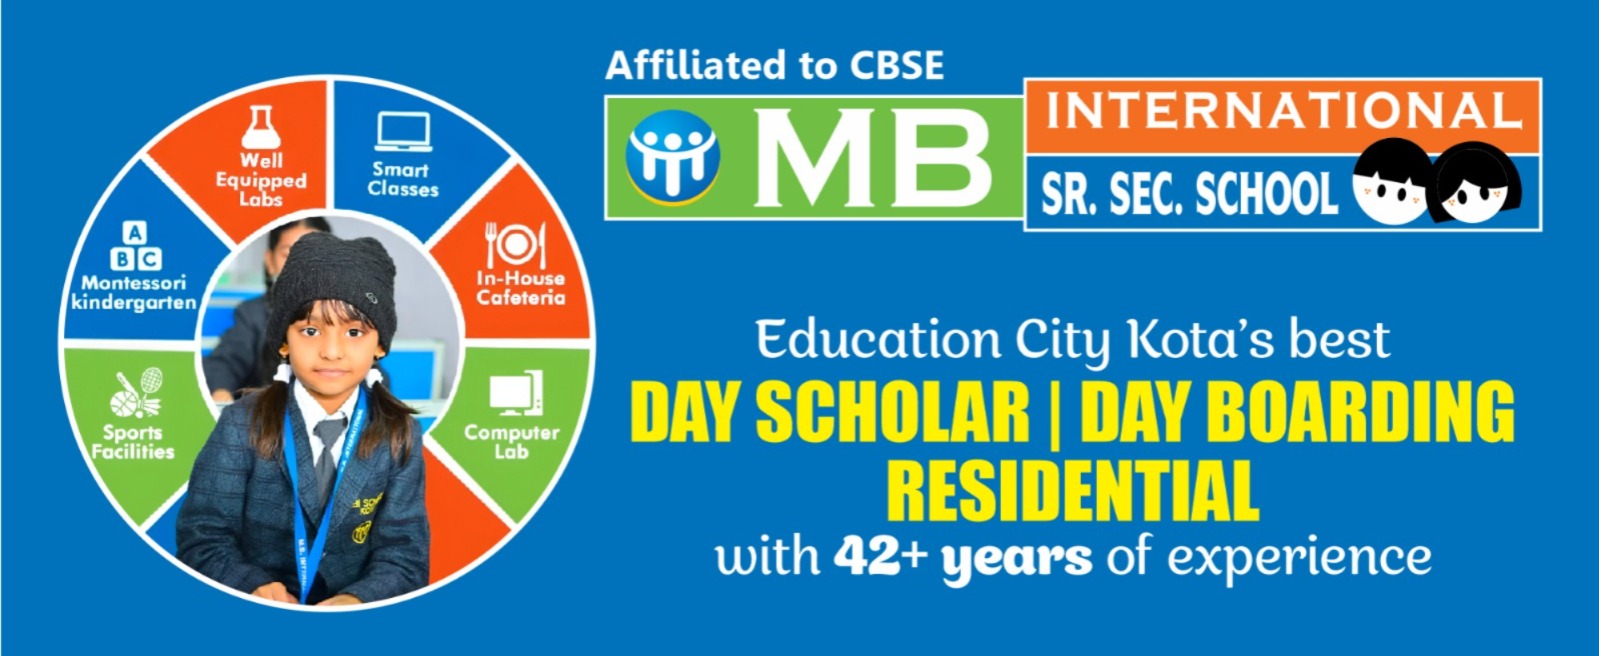 Affiliated to CBSE
MB
INTERNATIONAL
SR. SEC. SCHOOL
Well
Equipped
Labs
Smart
Classes
In-House
Cafeteria
Computer
Lab
A
B C
Montessori
kindergarten
Sports
Facilities
Education City Kota's best
DAY SCHOLAR | DAY BOARDING
RESIDENTIAL
with 42+ years of experience